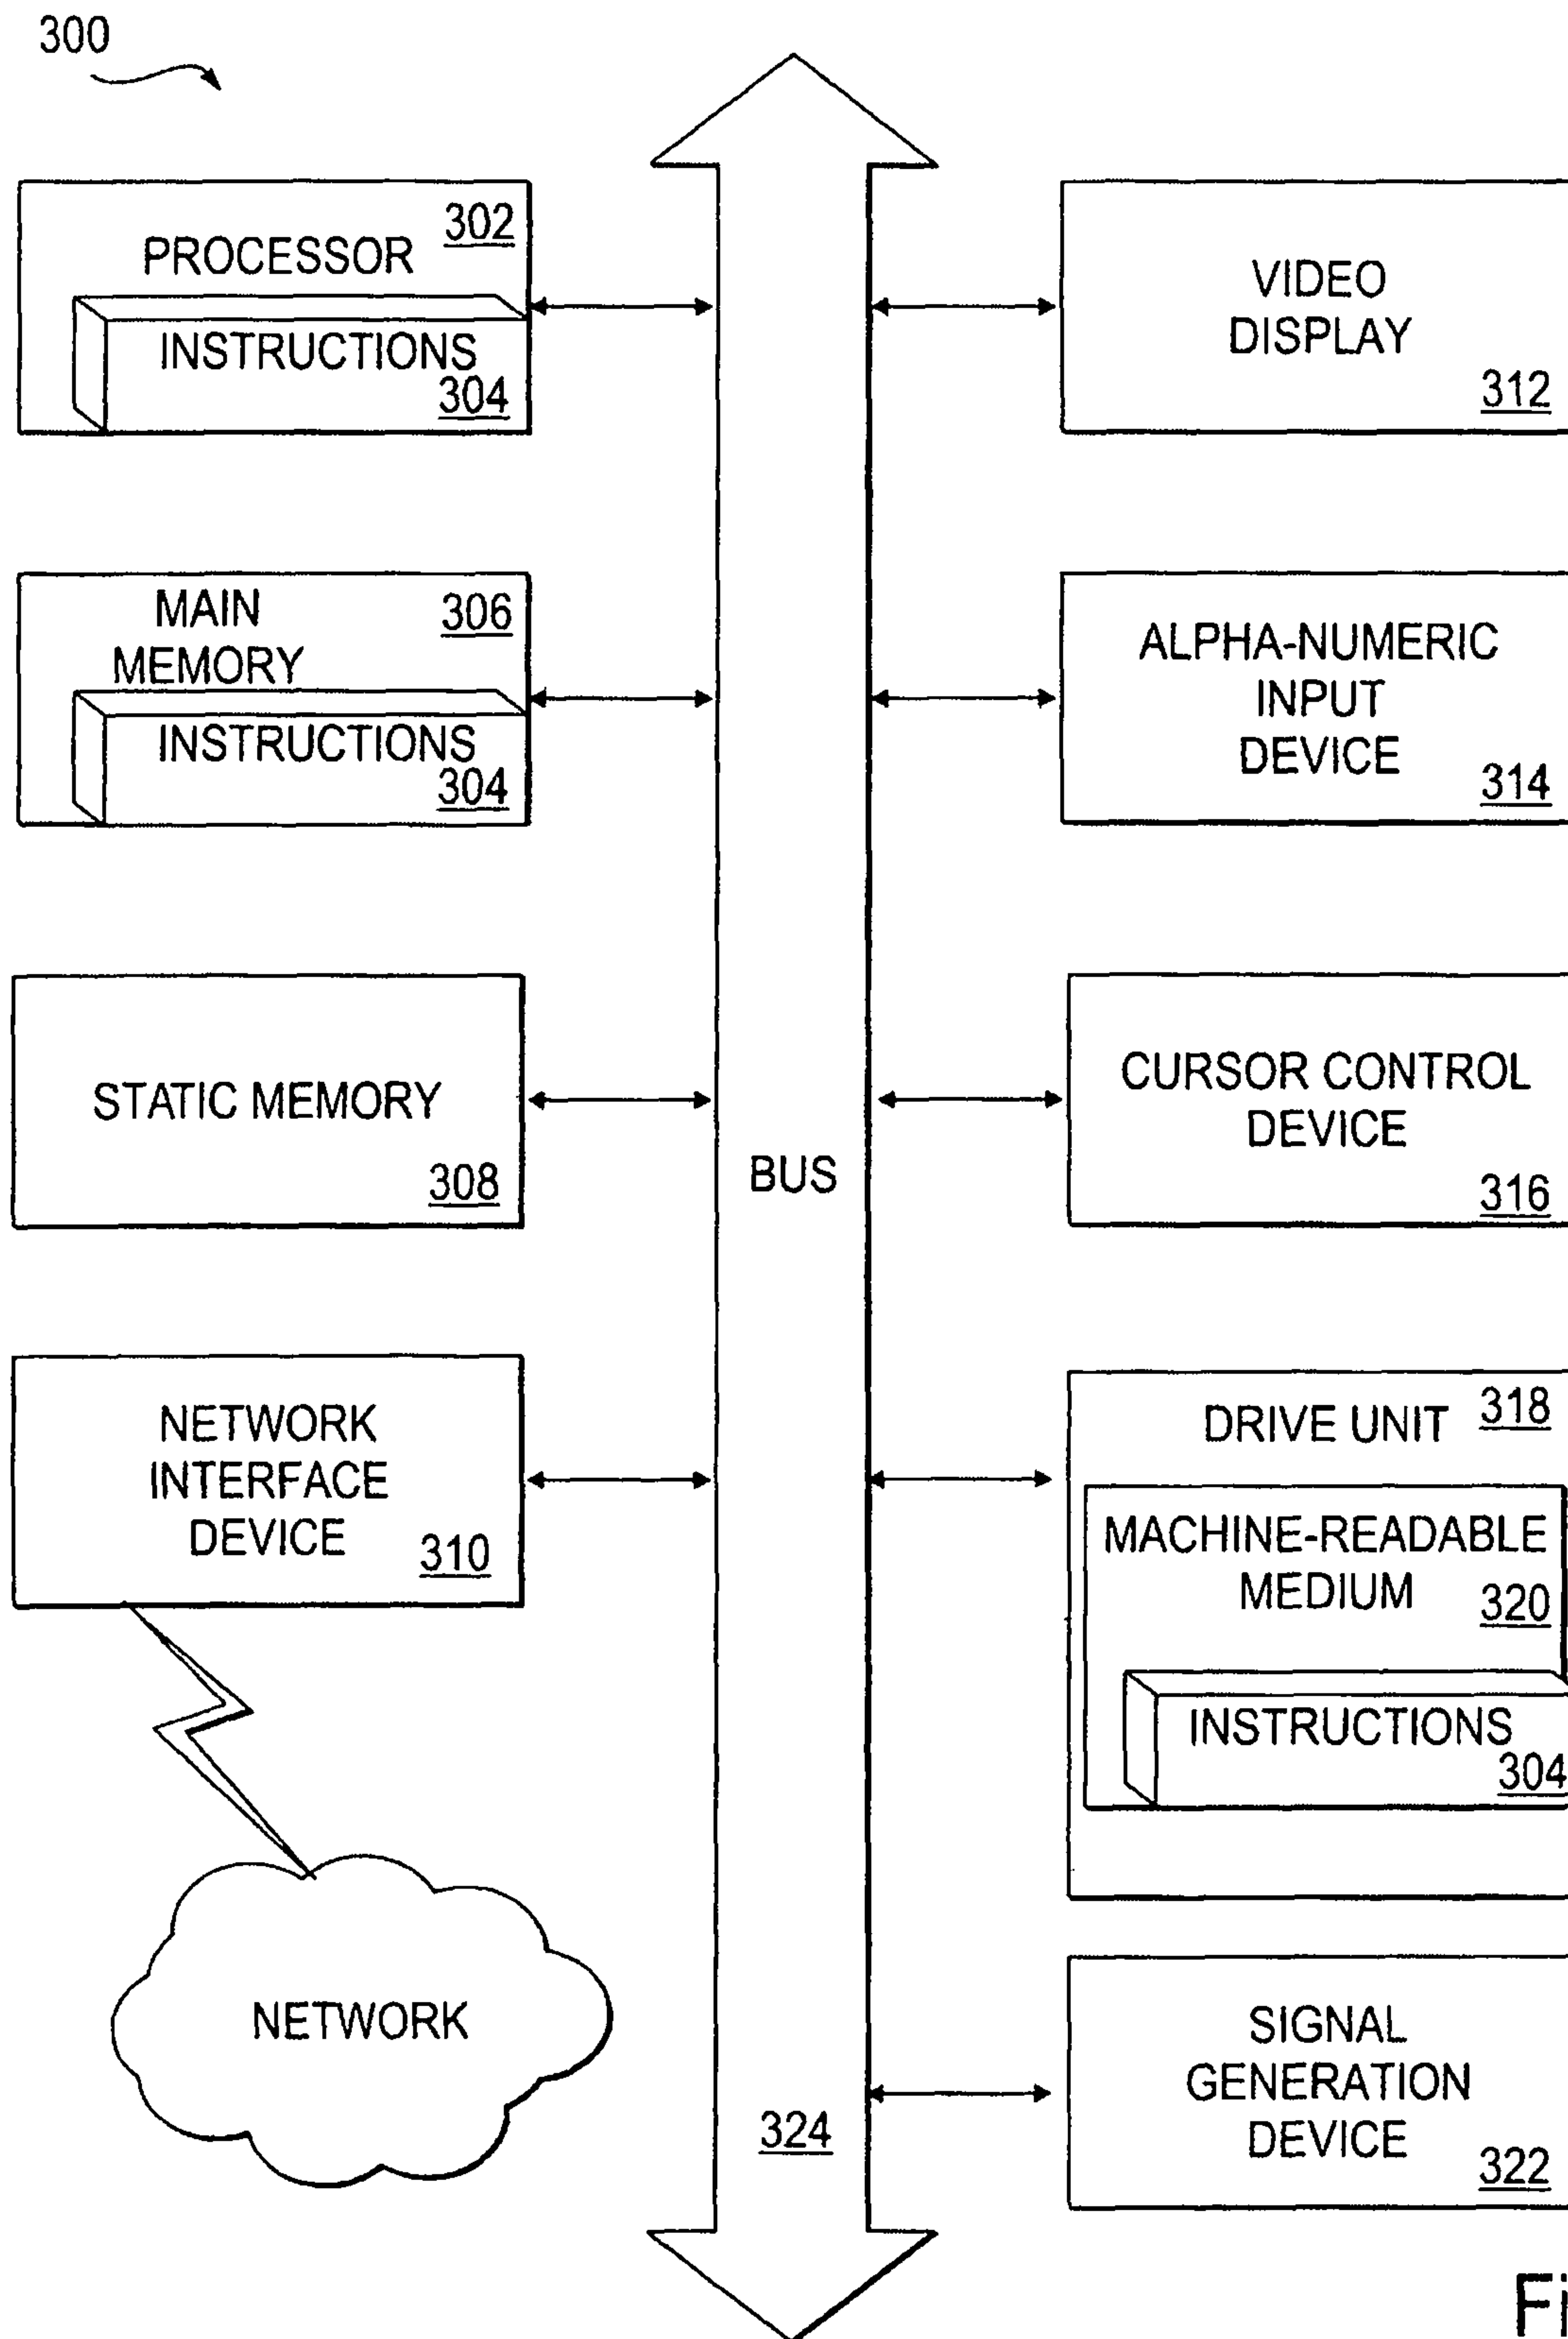 300
302
PROCESSOR
INSTRUCTIONS
304
MAIN
306
MEMORY
INSTRUCTIONS
304
STATIC MEMORY
308
NETWORK
INTERFACE
DEVICE
310
NETWORK
BUS
324
VIDEO
DISPLAY
312
ALPHA-NUMERIC
INPUT
DEVICE
314
CURSOR CONTROL
DEVICE
316
DRIVE UNIT 318
MACHINE-READABLE
MEDIUM
320
INSTRUCTIONS
304
SIGNAL
GENERATION
DEVICE
322